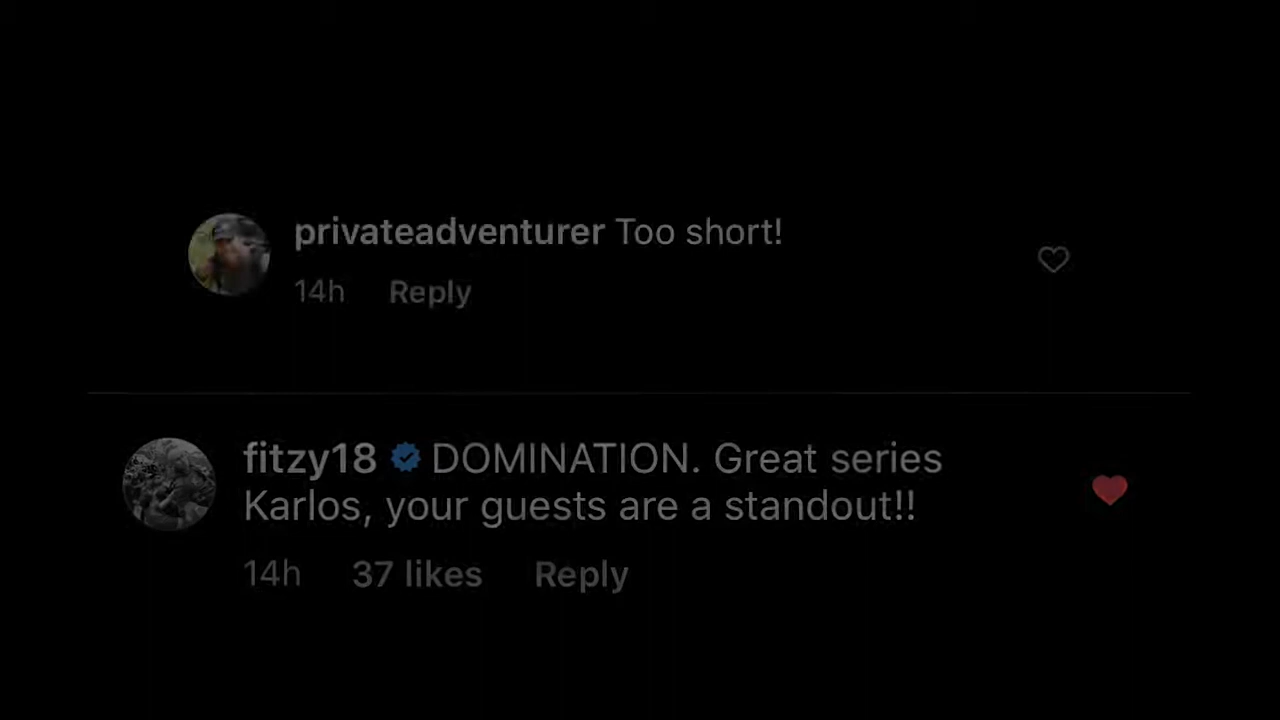 privateadventurer Too short!
14h Reply
fitzy18 DOMINATION. Great series
Karlos, your guests are a standout!!
14h 37 likes Reply